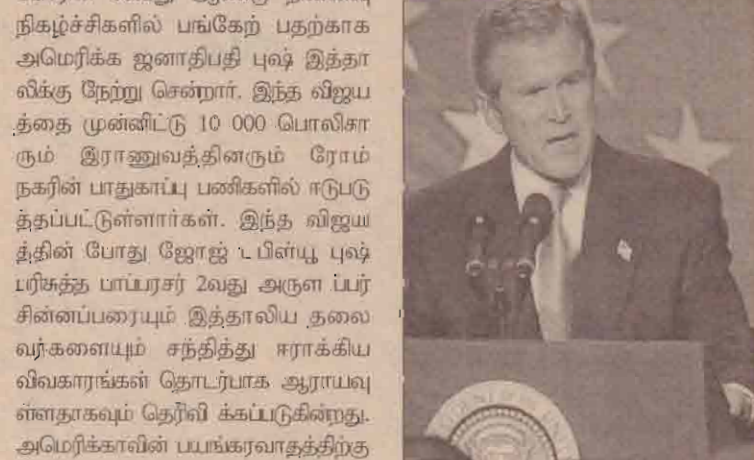 நிகழ்ச்சிகளில் பங்கேற் பதற்காக
அமெரிக்க ஜனாதிபதி புஷ் இத்தா
லிக்கு நேற்று சென்றார். இந்த விஜய
த்தை முன்னிட்டு 10 000 பொலிசா
ரும் இராணுவத்தினரும் ரோம்
நகரின் பாதுகாப்பு பணிகளில் ஈடுபடு
த்தப்பட்டுள்ளார்கள். இந்த விஜய
த்தின் போது ஜோஜ் டபிள்யூ புஷ்
பரிசுத்த பாப்பரசர் 2வது அருள ப்பர்
சின்னப்பரையும் இத்தாலிய தலை
வர்களையும் சந்தித்து ஈராக்கிய
விவகாரங்கள் தொடர்பாக ஆராயவு
ள்ளதாகவும் தெரிவி க்கப்படுகின்றது.
அமெரிக்காவின் பயங்கரவாதத்திற்கு